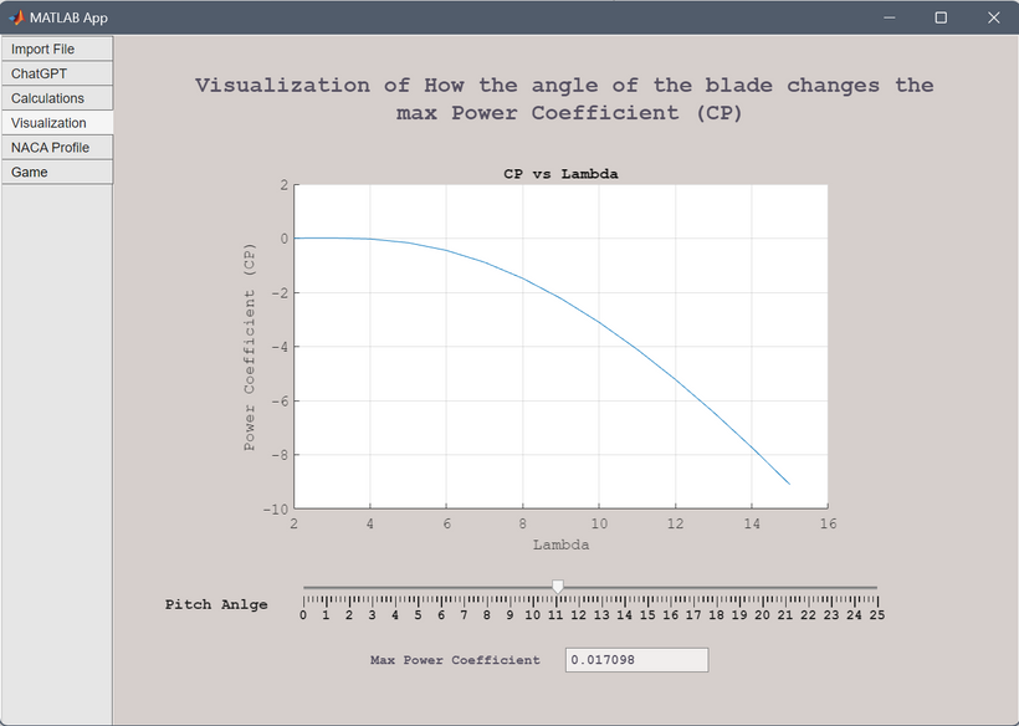 MATLAB App
Import File
ChatGPT
Calculations
Visualization
NACA Profile
Game
Visualization of How the angle of the blade changes the
max Power Coefficient (CP)
CP vs Lambda
Power Coefficient (CP)
2
0
-2
-4
-6
-8
-10
2 4 6 8 10 12 14 16
Lambda
Pitch Anlge
0 1 2 3 4 5 6 7 8 9 10 11 12 13 14 15 16 17 18 19 20 21 22 23 24 25
Max Power Coefficient 0.017098